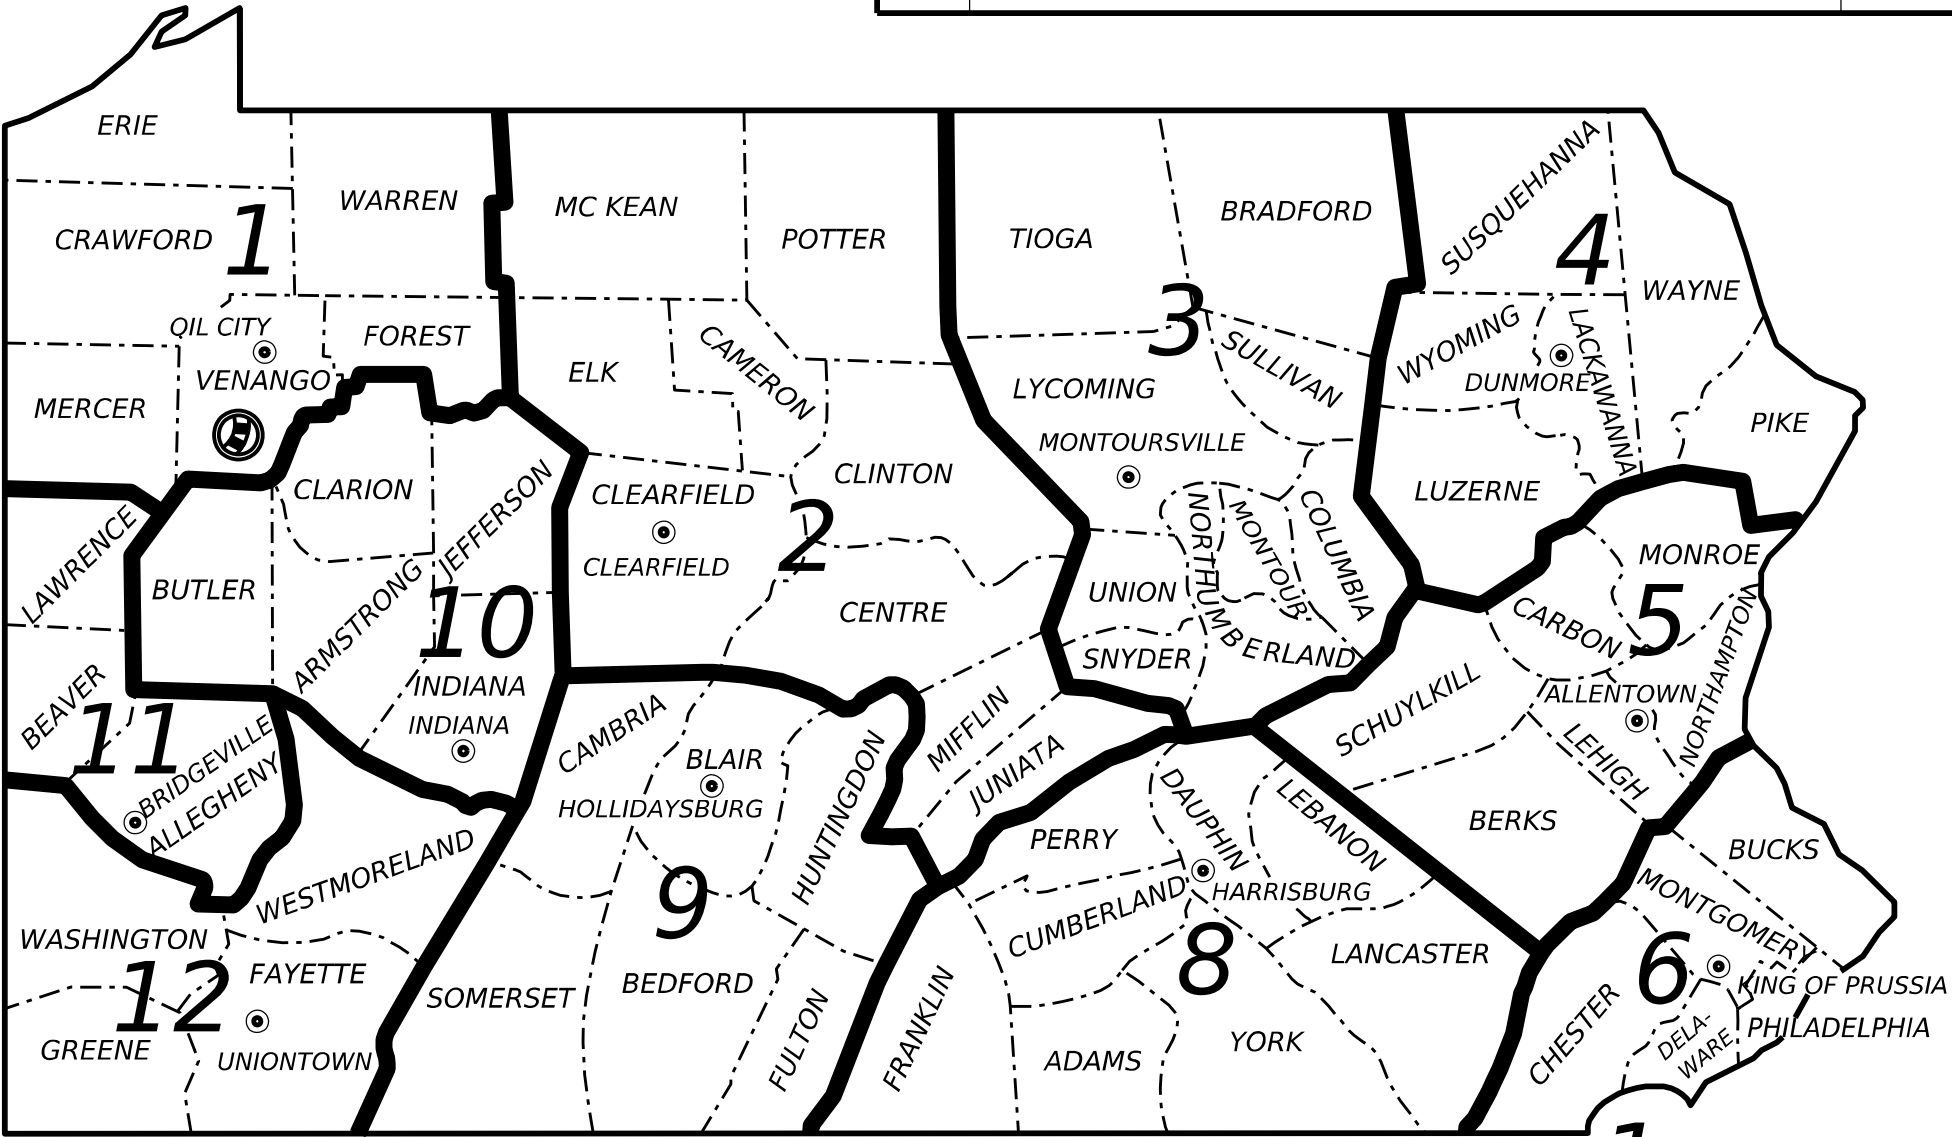 ERIE
WARREN
MC KEAN
POTTER
TIOGA
BRADFORD
SUSQUEHANNA
WAYNE
CRAWFORD
1
3
4
OIL CITY
FOREST
VENANGO
MERCER
ELK
CAMERON
LYCOMING
SULLIVAN
WYOMING
LACKAWANNA
DUNMORE
PIKE
MONTOURSVILLE
CLARION
JEFFERSON
CLEARFIELD
CLEARFIELD
2
CLINTON
NORTHUMBERLAND
MONTOUR
COLUMBIA
LUZERNE
LAWRENCE
BUTLER
ARMSTRONG
10
CENTRE
UNION
SNYDER
MONROE
CARBON
5
NORTHAMPTON
BEAVER
11
INDIANA
INDIANA
CAMBRIA
BLAIR
HOLLIDAYSBURG
HUNTINGDON
MIFFLIN
JUNIATA
SCHUYLKILL
ALLENTOWN
LEHIGH
BRIDGEVILLE
ALLEGHENY
WESTMORELAND
9
PERRY
DAUPHIN
LEBANON
BERKS
BUCKS
MONTGOMERY
WASHINGTON
12
FAYETTE
GREENE
UNIONTOWN
SOMERSET
BEDFORD
FULTON
FRANKLIN
CUMBERLAND
HARRISBURG
8
ADAMS
YORK
LANCASTER
6
KING OF PRUSSIA
CHESTER
DELA-
WARE
PHILADELPHIA
1